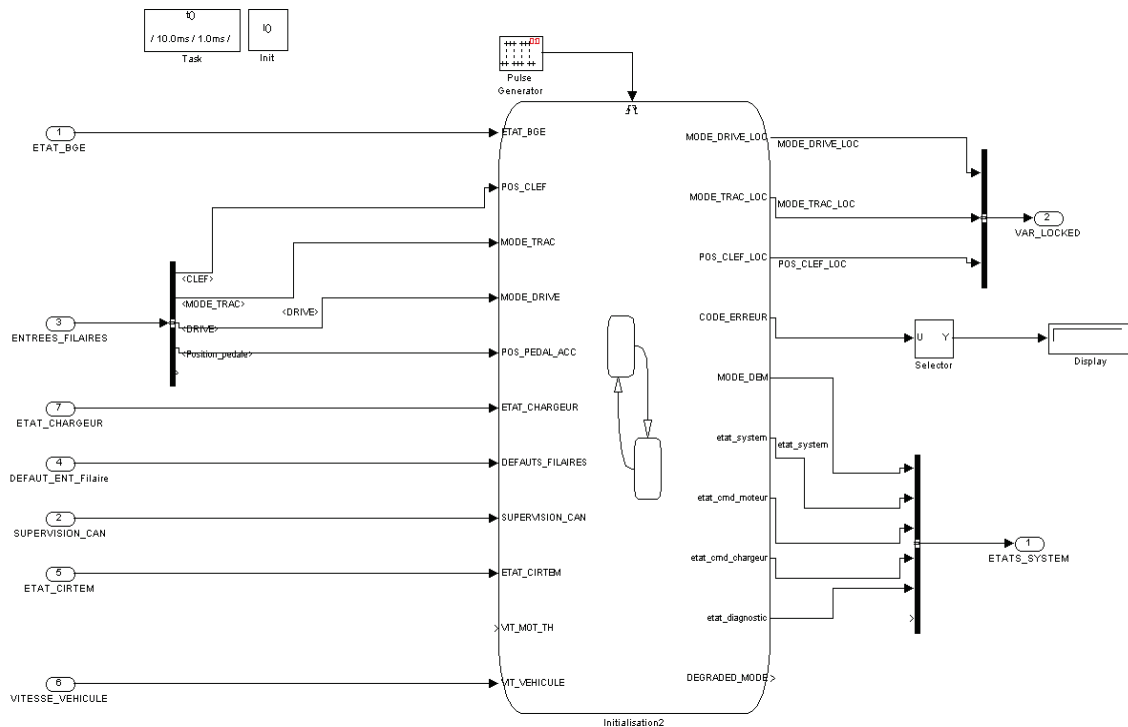 t()
/ 10.0ms / 1.0ms /
Task
I()
Init
Pulse
Generator
1
ETAT_BGE
3
ENTREES_FILAIRES
7
ETAT_CHARGEUR
4
DEFAUT_ENT_Filaire
2
SUPERVISION_CAN
5
ETAT_CIRTEM
6
VITESSE_VEHICULE
<CLEF>
<MODE_TRAC>
<DRIVE>
<DRIVE>
<Position_pedale>
ETAT_BGE
POS_CLEF
MODE_TRAC
MODE_DRIVE
POS_PEDAL_ACC
ETAT_CHARGEUR
DEFAUTS_FILAIRES
SUPERVISION_CAN
ETAT_CIRTEM
VIT_MOT_TH
VIT_VEHICULE
MODE_DRIVE_LOC
MODE_TRAC_LOC
POS_CLEF_LOC
CODE_ERREUR
MODE_DEM
etat_system
etat_cmd_moteur
etat_cmd_chargeur
etat_diagnostic
DEGRADED_MODE
Initialisation2
MODE_DRIVE_LOC
MODE_TRAC_LOC
POS_CLEF_LOC
etat_system
2
VAR_LOCKED
U Y
Selector
Display
1
ETATS_SYSTEM